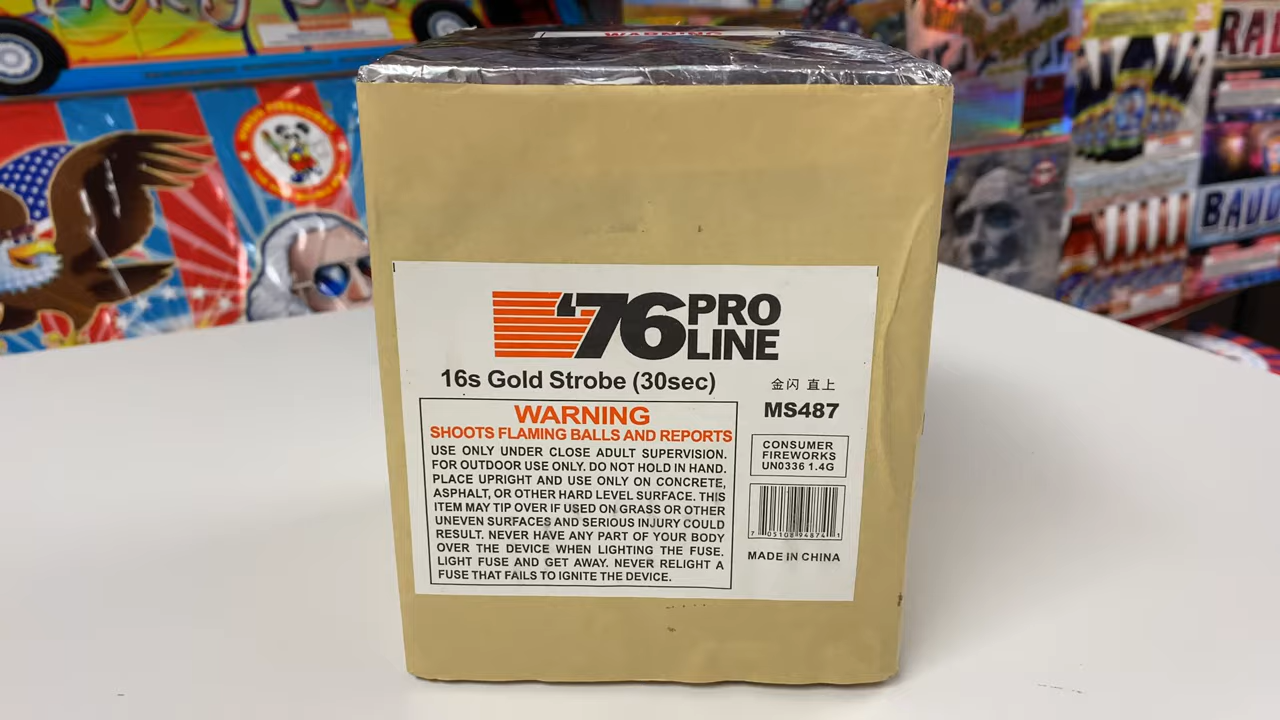 WARNING
'76 PRO
LINE
16s Gold Strobe (30sec)
金闪 直上
MS487
WARNING
SHOOTS FLAMING BALLS AND REPORTS
USE ONLY UNDER CLOSE ADULT SUPERVISION.
FOR OUTDOOR USE ONLY. DO NOT HOLD IN HAND.
PLACE UPRIGHT AND USE ONLY ON CONCRETE,
ASPHALT, OR OTHER HARD LEVEL SURFACE. THIS
ITEM MAY TIP OVER IF USED ON GRASS OR OTHER
UNEVEN SURFACES AND SERIOUS INJURY COULD
RESULT. NEVER HAVE ANY PART OF YOUR BODY
OVER THE DEVICE WHEN LIGHTING THE FUSE.
LIGHT FUSE AND GET AWAY. NEVER RELIGHT A
FUSE THAT FAILS TO IGNITE THE DEVICE.
CONSUMER
FIREWORKS
UN0336 1.4G
7 03108 94874 1
MADE IN CHINA